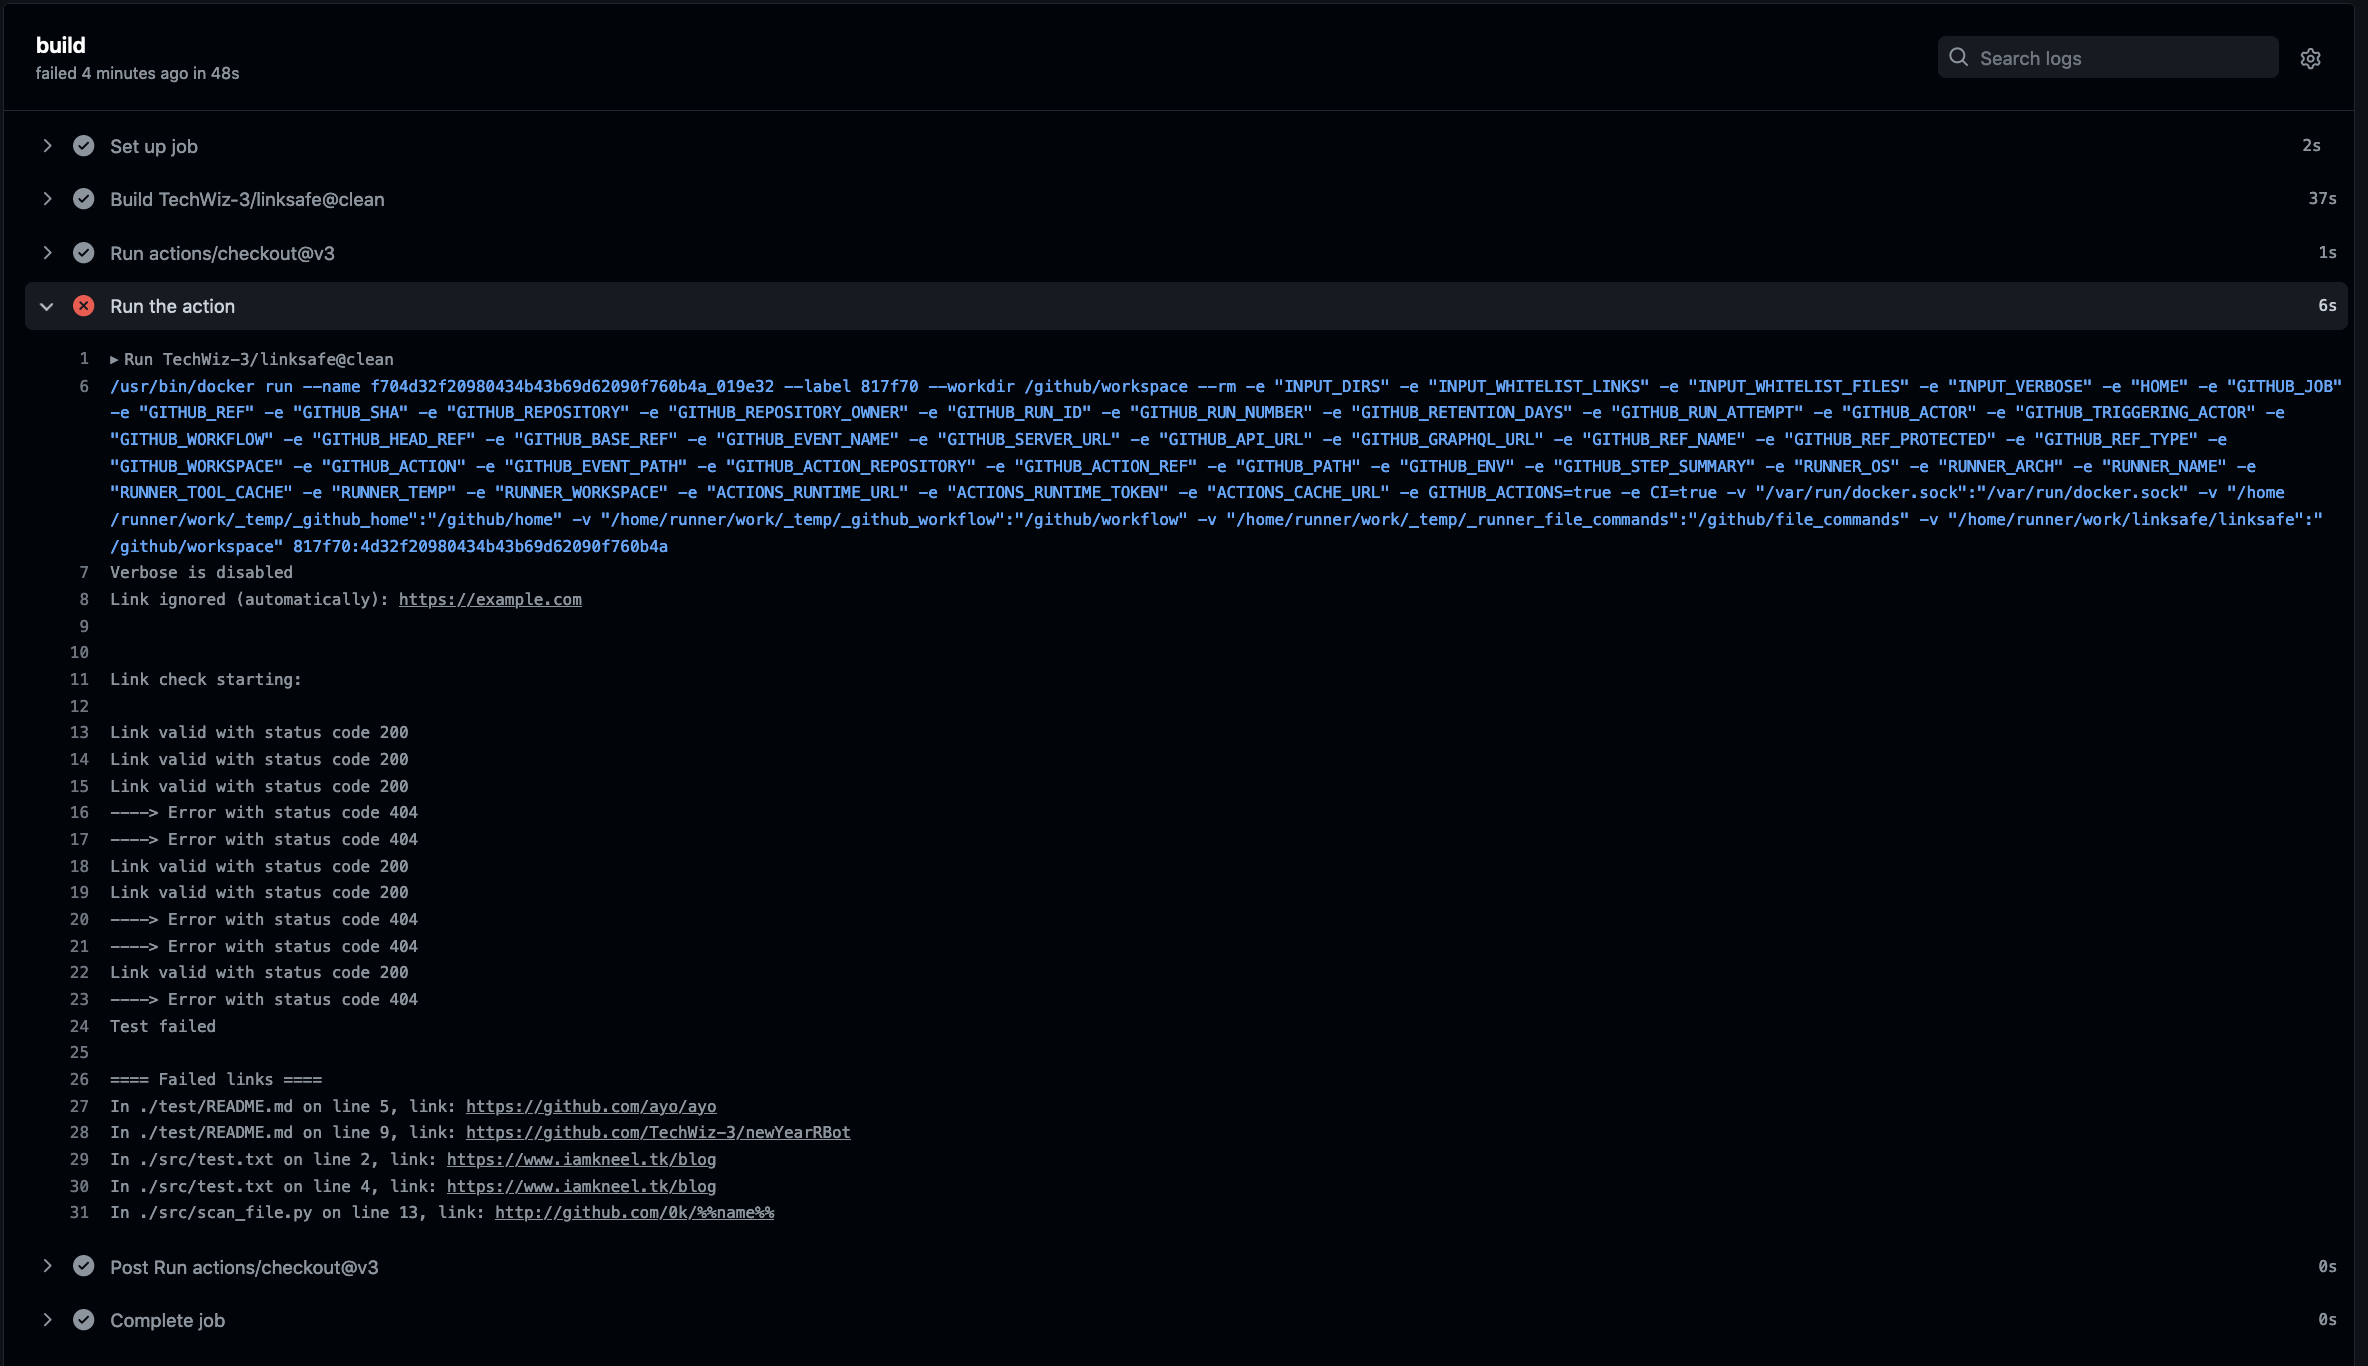 build
failed 4 minutes ago in 48s
Search logs
Set up job 2s
Build TechWiz-3/linksafe@clean 37s
Run actions/checkout@v3 1s
Run the action 6s
1 ▸ Run TechWiz-3/linksafe@clean
6 /usr/bin/docker run --name f704d32f20980434b43b69d62090f760b4a_019e32 --label 817f70 --workdir /github/workspace --rm -e "INPUT_DIRS" -e "INPUT_WHITELIST_LINKS" -e "INPUT_WHITELIST_FILES" -e "INPUT_VERBOSE" -e "HOME" -e "GITHUB_JOB"
-e "GITHUB_REF" -e "GITHUB_SHA" -e "GITHUB_REPOSITORY" -e "GITHUB_REPOSITORY_OWNER" -e "GITHUB_RUN_ID" -e "GITHUB_RUN_NUMBER" -e "GITHUB_RETENTION_DAYS" -e "GITHUB_RUN_ATTEMPT" -e "GITHUB_ACTOR" -e "GITHUB_TRIGGERING_ACTOR" -e
"GITHUB_WORKFLOW" -e "GITHUB_HEAD_REF" -e "GITHUB_BASE_REF" -e "GITHUB_EVENT_NAME" -e "GITHUB_SERVER_URL" -e "GITHUB_API_URL" -e "GITHUB_GRAPHQL_URL" -e "GITHUB_REF_NAME" -e "GITHUB_REF_PROTECTED" -e "GITHUB_REF_TYPE" -e
"GITHUB_WORKSPACE" -e "GITHUB_ACTION" -e "GITHUB_EVENT_PATH" -e "GITHUB_ACTION_REPOSITORY" -e "GITHUB_ACTION_REF" -e "GITHUB_PATH" -e "GITHUB_ENV" -e "GITHUB_STEP_SUMMARY" -e "RUNNER_OS" -e "RUNNER_ARCH" -e "RUNNER_NAME" -e
"RUNNER_TOOL_CACHE" -e "RUNNER_TEMP" -e "RUNNER_WORKSPACE" -e "ACTIONS_RUNTIME_URL" -e "ACTIONS_RUNTIME_TOKEN" -e "ACTIONS_CACHE_URL" -e GITHUB_ACTIONS=true -e CI=true -v "/var/run/docker.sock":"/var/run/docker.sock" -v "/home
/runner/work/_temp/_github_home":"/github/home" -v "/home/runner/work/_temp/_github_workflow":"/github/workflow" -v "/home/runner/work/_temp/_runner_file_commands":"/github/file_commands" -v "/home/runner/work/linksafe/linksafe":"
/github/workspace" 817f70:4d32f20980434b43b69d62090f760b4a
7 Verbose is disabled
8 Link ignored (automatically): https://example.com
9
10
11 Link check starting:
12
13 Link valid with status code 200
14 Link valid with status code 200
15 Link valid with status code 200
16 ----> Error with status code 404
17 ----> Error with status code 404
18 Link valid with status code 200
19 Link valid with status code 200
20 ----> Error with status code 404
21 ----> Error with status code 404
22 Link valid with status code 200
23 ----> Error with status code 404
24 Test failed
25
26 ==== Failed links ====
27 In ./test/README.md on line 5, link: https://github.com/ayo/ayo
28 In ./test/README.md on line 9, link: https://github.com/TechWiz-3/newYearRBot
29 In ./src/test.txt on line 2, link: https://www.iamkneel.tk/blog
30 In ./src/test.txt on line 4, link: https://www.iamkneel.tk/blog
31 In ./src/scan_file.py on line 13, link: http://github.com/0k/%%name%%
Post Run actions/checkout@v3 0s
Complete job 0s